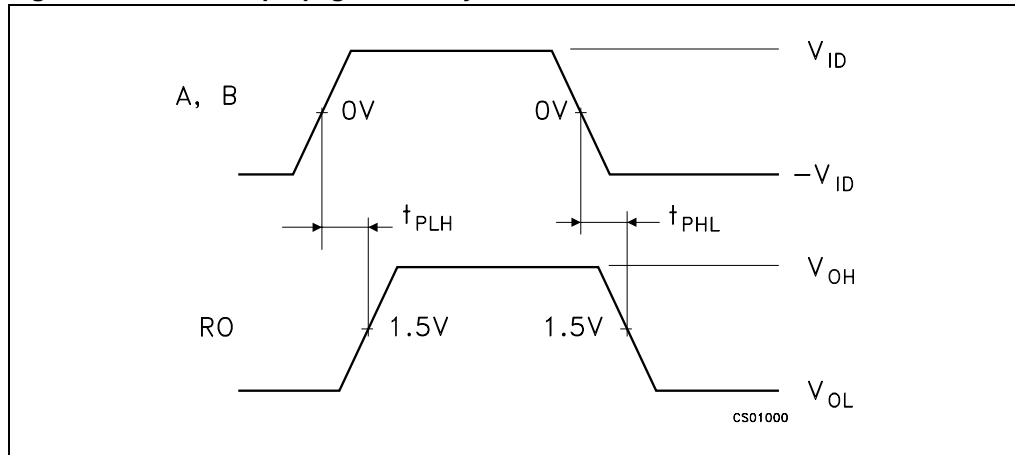 V_ID
A, B
0V 0V
-V_ID
t_PLH t_PHL
V_OH
RO 1.5V 1.5V
V_OL
CS01000